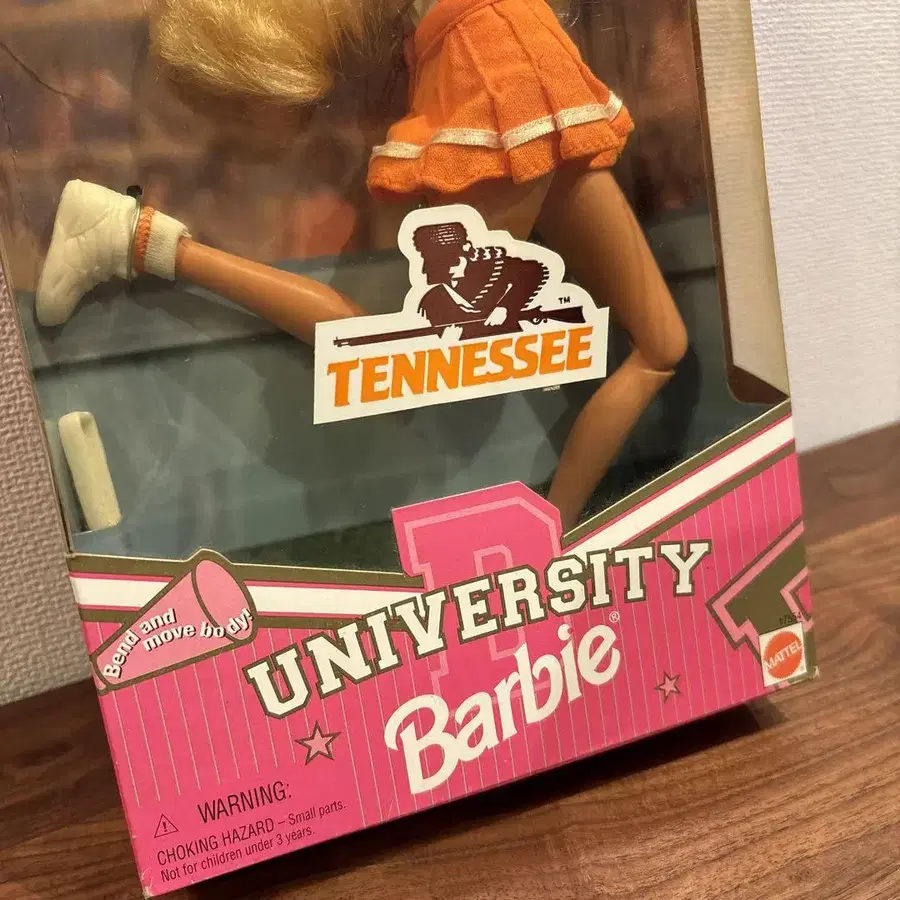 TM
TENNESSEE
Bend and
move body!
UNIVERSITY
Barbie®
MATTEL
⚠ WARNING:
CHOKING HAZARD – Small parts.
Not for children under 3 years.